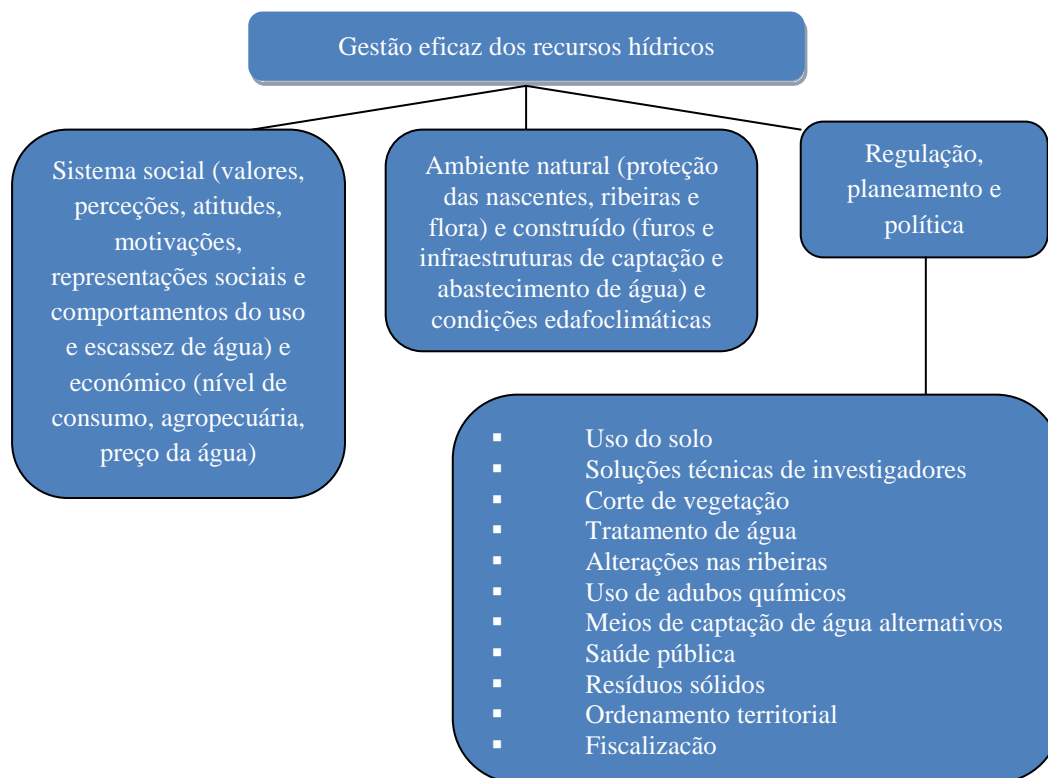 Gestão eficaz dos recursos hídricos
Sistema social (valores,
perceções, atitudes,
motivações,
representações sociais e
comportamentos do uso
e escassez de água) e
económico (nível de
consumo, agropecuária,
preço da água)
Ambiente natural (proteção
das nascentes, ribeiras e
flora) e construído (furos e
infraestruturas de captação e
abastecimento de água) e
condições edafoclimáticas
Regulação,
planeamento e
política
▪ Uso do solo
▪ Soluções técnicas de investigadores
▪ Corte de vegetação
▪ Tratamento de água
▪ Alterações nas ribeiras
▪ Uso de adubos químicos
▪ Meios de captação de água alternativos
▪ Saúde pública
▪ Resíduos sólidos
▪ Ordenamento territorial
▪ Fiscalização